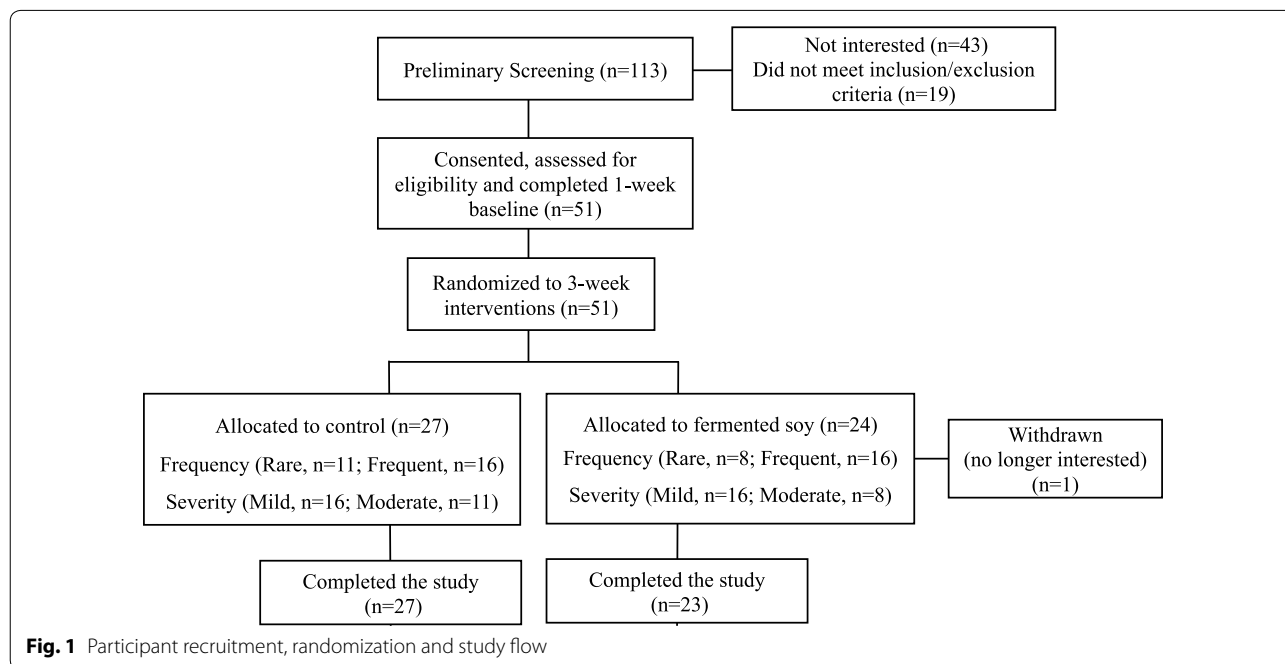 Preliminary Screening (n=113)
Not interested (n=43)
Did not meet inclusion/exclusion
criteria (n=19)
Consented, assessed for
eligibility and completed 1-week
baseline (n=51)
Randomized to 3-week
interventions (n=51)
Allocated to control (n=27)
Frequency (Rare, n=11; Frequent, n=16)
Severity (Mild, n=16; Moderate, n=11)
Allocated to fermented soy (n=24)
Frequency (Rare, n=8; Frequent, n=16)
Severity (Mild, n=16; Moderate, n=8)
Withdrawn
(no longer interested)
(n=1)
Completed the study
(n=27)
Completed the study
(n=23)
Fig. 1 Participant recruitment, randomization and study flow